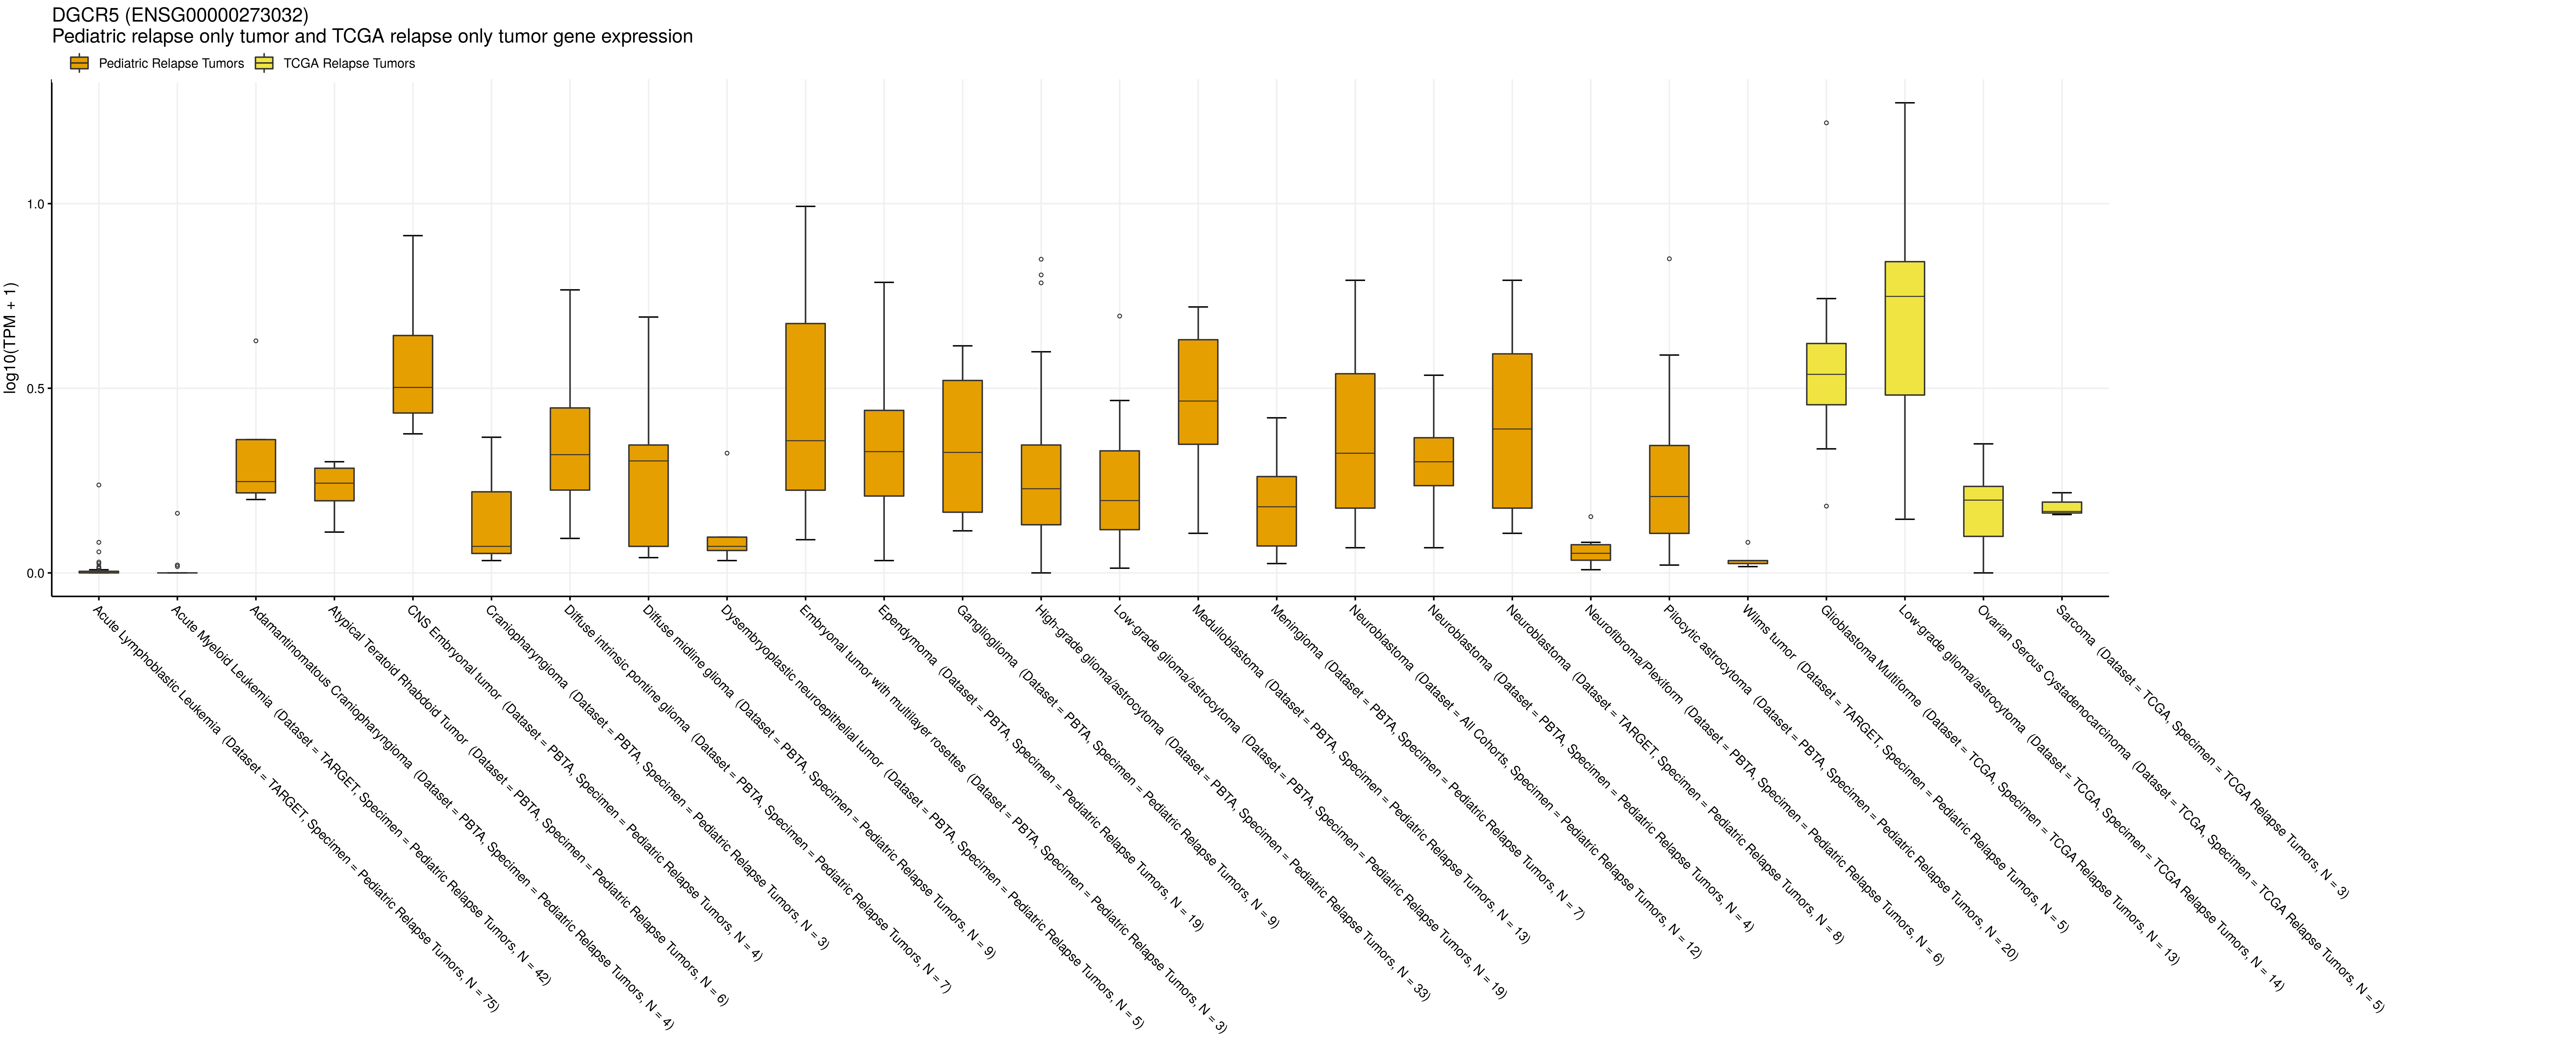 DGCR5 (ENSG00000273032)
Pediatric relapse only tumor and TCGA relapse only tumor gene expression
Pediatric Relapse Tumors
TCGA Relapse Tumors
log10(TPM + 1)
1.0
0.5
0.0
Acute Lymphoblastic Leukemia (Dataset = TARGET, Specimen = Pediatric Relapse Tumors, N = 75)
Acute Myeloid Leukemia (Dataset = TARGET, Specimen = Pediatric Relapse Tumors, N = 42)
Adamantinomatous Craniopharyngioma (Dataset = PBTA, Specimen = Pediatric Relapse Tumors, N = 4)
Atypical Teratoid Rhabdoid Tumor (Dataset = PBTA, Specimen = Pediatric Relapse Tumors, N = 6)
CNS Embryonal tumor (Dataset = PBTA, Specimen = Pediatric Relapse Tumors, N = 4)
Craniopharyngioma (Dataset = PBTA, Specimen = Pediatric Relapse Tumors, N = 3)
Diffuse intrinsic pontine glioma (Dataset = PBTA, Specimen = Pediatric Relapse Tumors, N = 7)
Diffuse midline glioma (Dataset = PBTA, Specimen = Pediatric Relapse Tumors, N = 9)
Dysembryoplastic neuroepithelial tumor (Dataset = PBTA, Specimen = Pediatric Relapse Tumors, N = 5)
Embryonal tumor with multilayer rosettes (Dataset = PBTA, Specimen = Pediatric Relapse Tumors, N = 3)
Ependymoma (Dataset = PBTA, Specimen = Pediatric Relapse Tumors, N = 19)
Ganglioglioma (Dataset = PBTA, Specimen = Pediatric Relapse Tumors, N = 9)
High-grade glioma/astrocytoma (Dataset = PBTA, Specimen = Pediatric Relapse Tumors, N = 33)
Low-grade glioma/astrocytoma (Dataset = PBTA, Specimen = Pediatric Relapse Tumors, N = 19)
Medulloblastoma (Dataset = PBTA, Specimen = Pediatric Relapse Tumors, N = 13)
Meningioma (Dataset = PBTA, Specimen = Pediatric Relapse Tumors, N = 7)
Neuroblastoma (Dataset = All Cohorts, Specimen = Pediatric Relapse Tumors, N = 12)
Neuroblastoma (Dataset = PBTA, Specimen = Pediatric Relapse Tumors, N = 4)
Neuroblastoma (Dataset = TARGET, Specimen = Pediatric Relapse Tumors, N = 8)
Neurofibroma/Plexiform (Dataset = PBTA, Specimen = Pediatric Relapse Tumors, N = 6)
Pilocytic astrocytoma (Dataset = PBTA, Specimen = Pediatric Relapse Tumors, N = 20)
Wilms tumor (Dataset = TARGET, Specimen = Pediatric Relapse Tumors, N = 5)
Glioblastoma Multiforme (Dataset = TCGA, Specimen = TCGA Relapse Tumors, N = 13)
Low-grade glioma/astrocytoma (Dataset = TCGA, Specimen = TCGA Relapse Tumors, N = 14)
Ovarian Serous Cystadenocarcinoma (Dataset = TCGA, Specimen = TCGA Relapse Tumors, N = 5)
Sarcoma (Dataset = TCGA, Specimen = TCGA Relapse Tumors, N = 3)